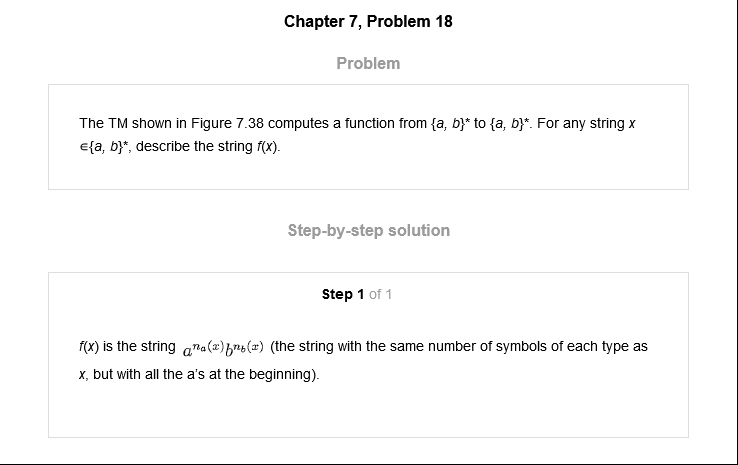 Chapter 7, Problem 18
Problem
The TM shown in Figure 7.38 computes a function from {a, b}* to {a, b}*. For any string x
∈{a, b}*, describe the string f(x).
Step-by-step solution
Step 1 of 1
f(x) is the string a^{n_a(x)}b^{n_b(x)} (the string with the same number of symbols of each type as
x, but with all the a's at the beginning).